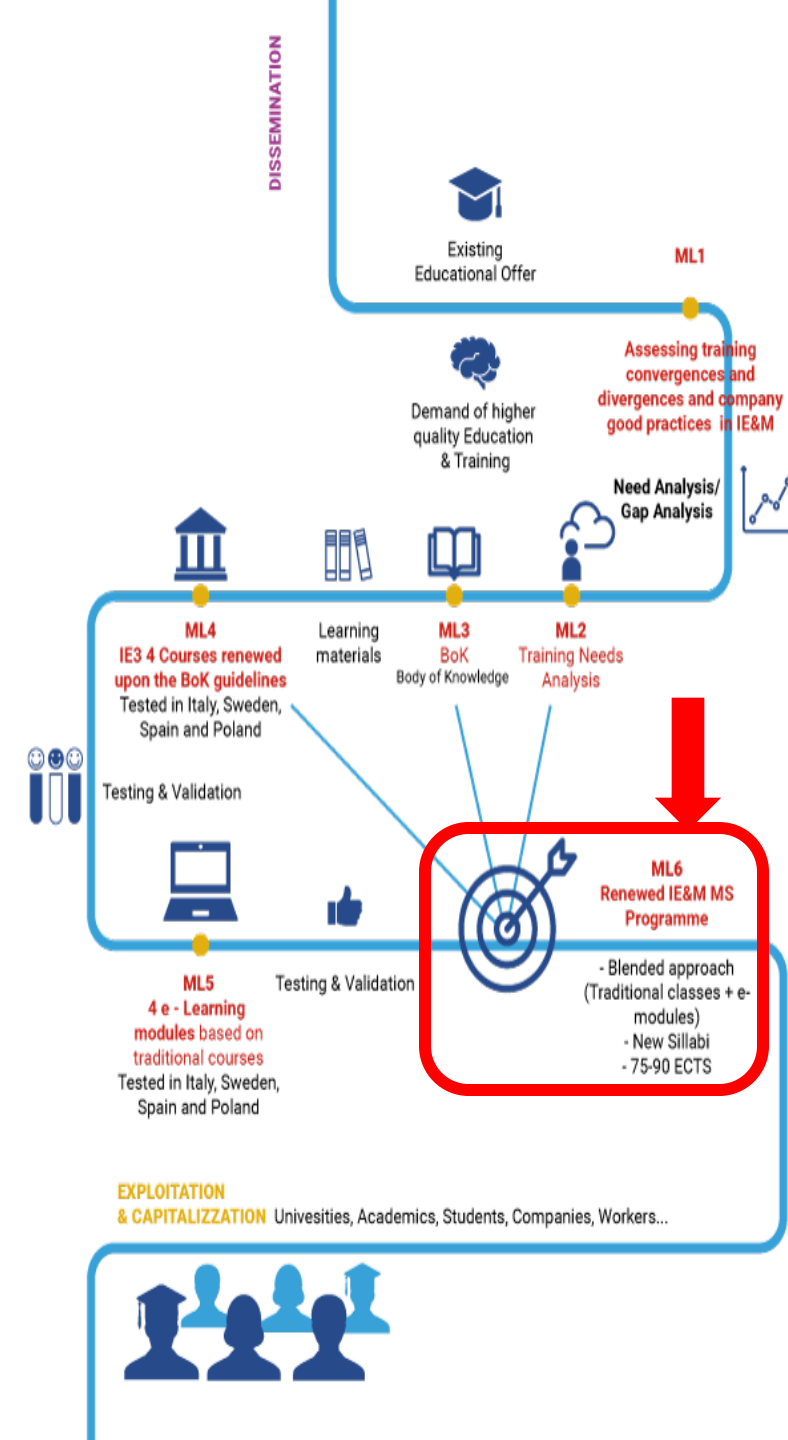 DISSEMINATION
Existing
Educational Offer
ML1
Assessing training
convergences and
divergences and company
good practices in IE&M
Demand of higher
quality Education
& Training
Need Analysis/
Gap Analysis
ML4
IE3 4 Courses renewed
upon the BoK guidelines
Tested in Italy, Sweden,
Spain and Poland
Learning
materials
ML3
BoK
Body of Knowledge
ML2
Training Needs
Analysis
Testing & Validation
ML6
Renewed IE&M MS
Programme
- Blended approach
(Traditional classes + e-
modules)
- New Sillabi
- 75-90 ECTS
ML5
4 e - Learning
modules based on
traditional courses
Tested in Italy, Sweden,
Spain and Poland
Testing & Validation
EXPLOITATION
& CAPITALIZZATION Univesities, Academics, Students, Companies, Workers...